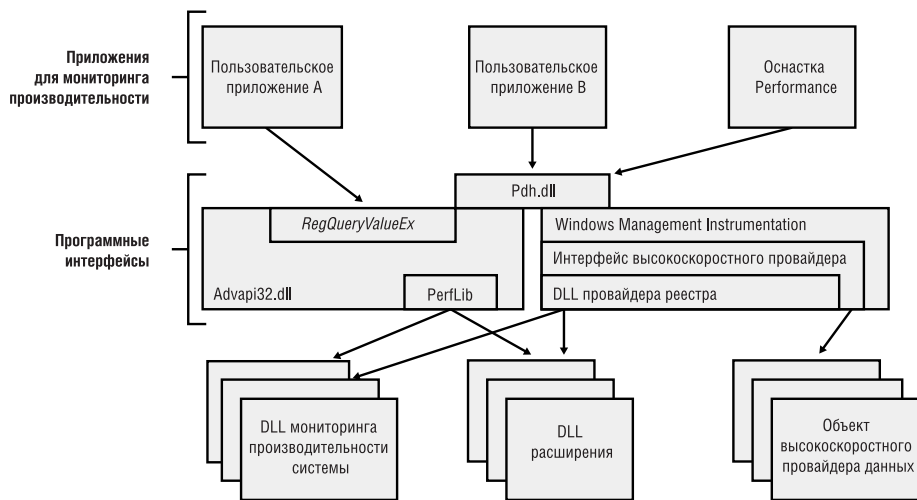 Приложения
для мониторинга
производительности
Пользовательское
приложение A
Пользовательское
приложение B
Оснастка
Performance
Программные
интерфейсы
Pdh.dll
RegQueryValueEx
Windows Management Instrumentation
Интерфейс высокоскоростного провайдера
Advapi32.dll
PerfLib
DLL провайдера реестра
DLL мониторинга
производительности
системы
DLL
расширения
Объект
высокоскоростного
провайдера данных